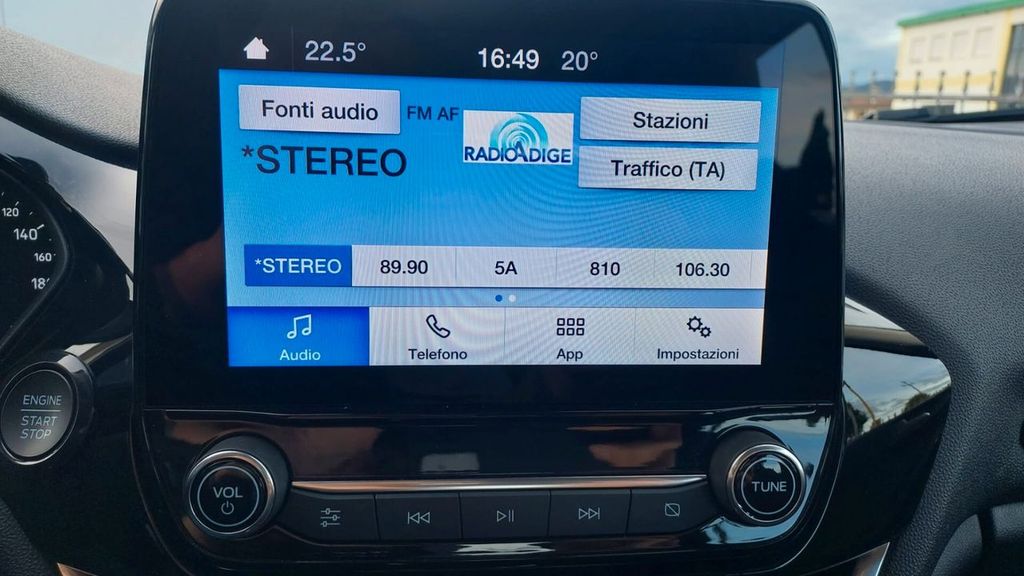 22.5° 16:49 20°
Fonti audio FM AF RADIOADIGE Stazioni
*STEREO Traffico (TA)
*STEREO 89.90 5A 810 106.30
Audio Telefono App Impostazioni
120
140
160
ENGINE
START
STOP
VOL
TUNE